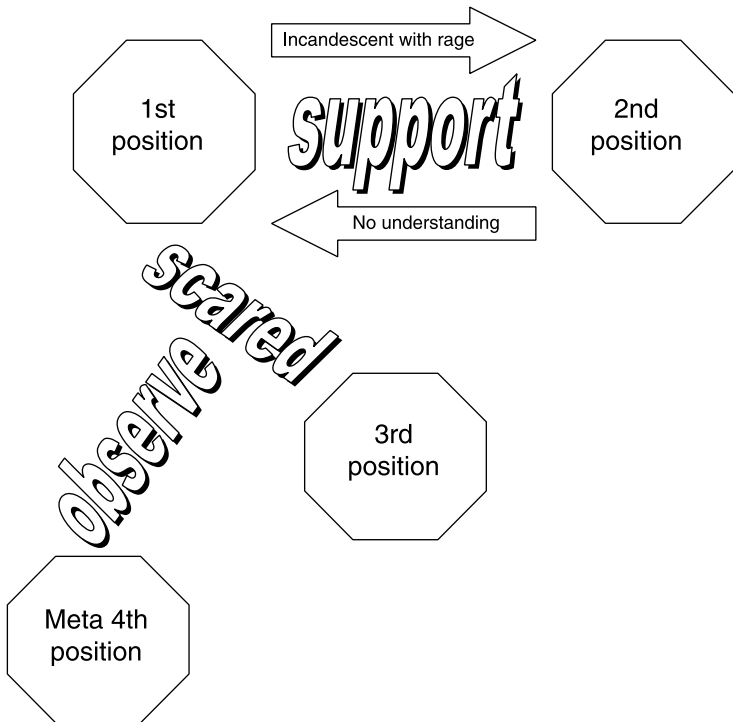 Incandescent with rage
1st
position
support
2nd
position
No understanding
scared
observe
3rd
position
Meta 4th
position